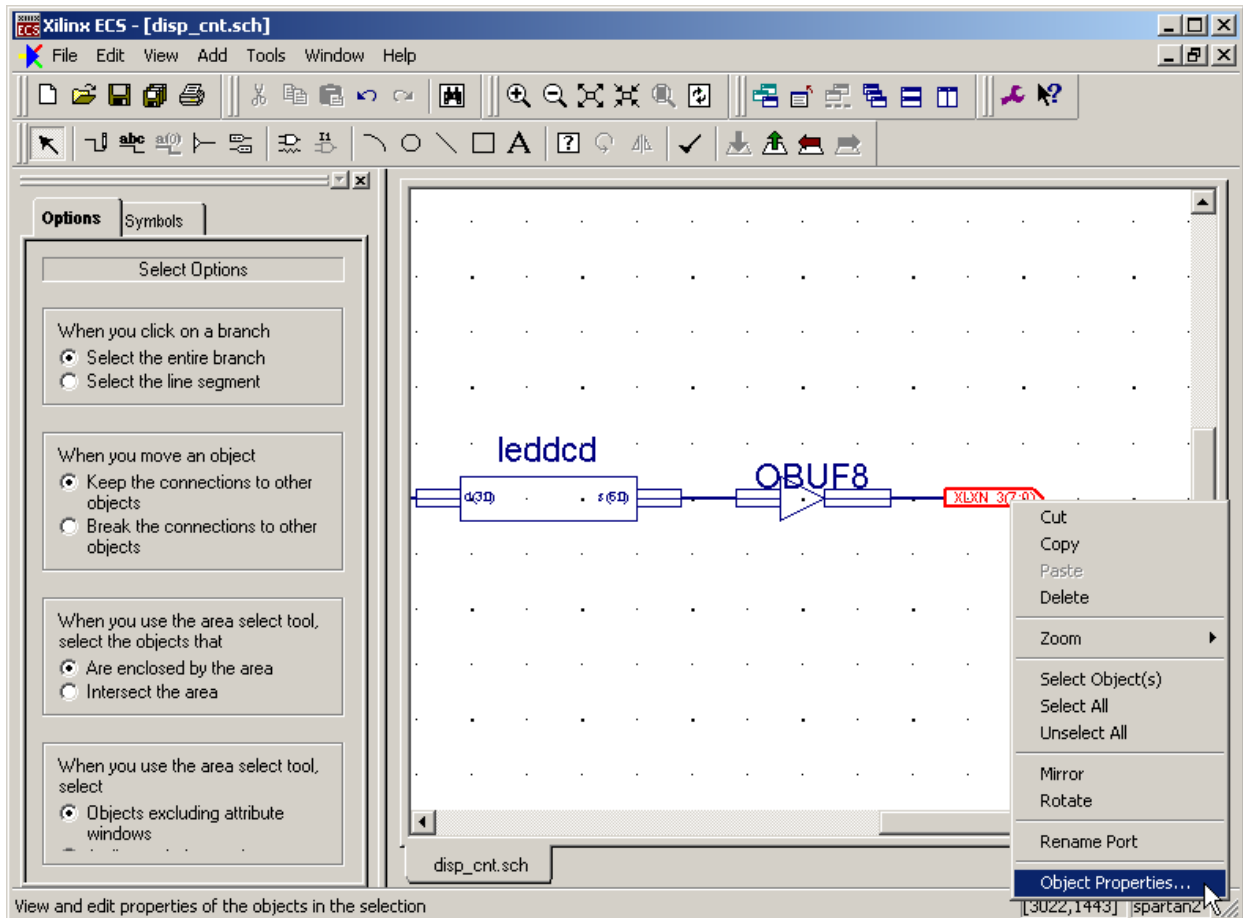 Xilinx ECS - [disp_cnt.sch]
File Edit View Add Tools Window Help
Options
Symbols
Select Options
When you click on a branch
Select the entire branch
Select the line segment
When you move an object
Keep the connections to other
objects
Break the connections to other
objects
When you use the area select tool,
select the objects that
Are enclosed by the area
Intersect the area
When you use the area select tool,
select
Objects excluding attribute
windows
leddcd
d(3:0)
s(6:0)
OBUF8
XLXN_3(7:0)
Cut
Copy
Paste
Delete
Zoom
Select Object(s)
Select All
Unselect All
Mirror
Rotate
Rename Port
Object Properties...
disp_cnt.sch
View and edit properties of the objects in the selection
[3022,1443] spartan2